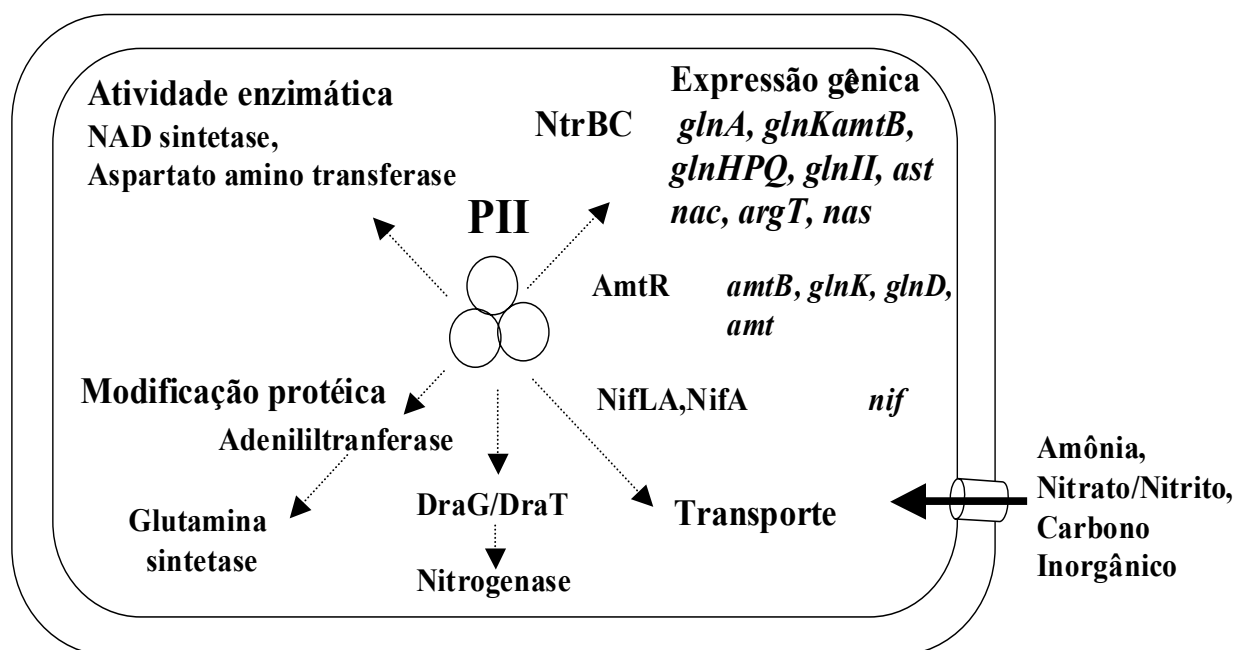 Atividade enzimática
NAD sintetase,
Aspartato amino transferase
PII
Expressão gênica
NtrBC glnA, glnKamtB,
glnHPQ, glnII, ast
nac, argT, nas
AmtR amtB, glnK, glnD,
amt
NifLA,NifA nif
Modificação protéica
Adenililtranferase
Glutamina
sintetase
DraG/DraT
Nitrogenase
Transporte
Amônia,
Nitrato/Nitrito,
Carbono
Inorgânico